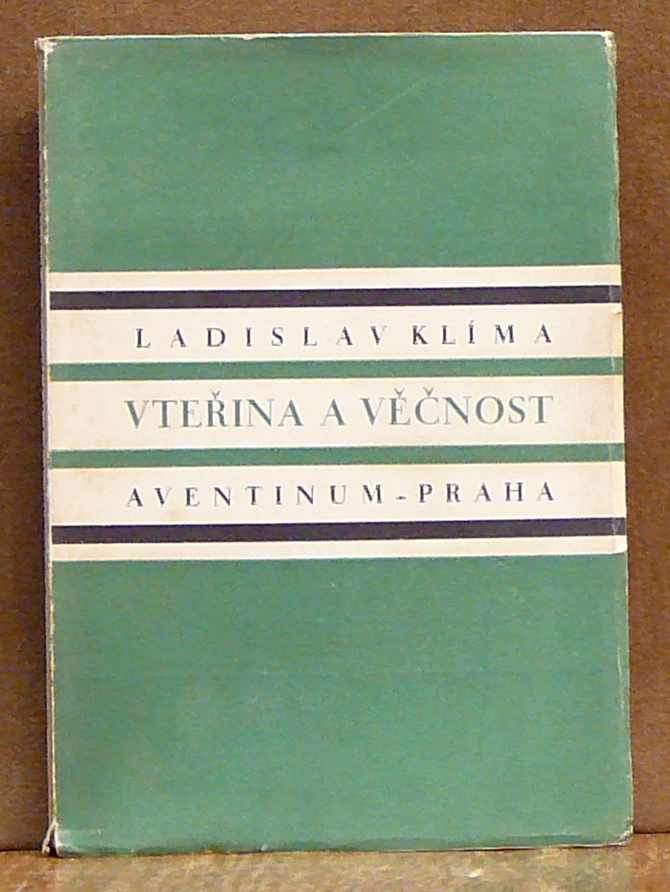 LADISLAV KLÍMA
VTEŘINA A VĚČNOST
AVENTINUM-PRAHA